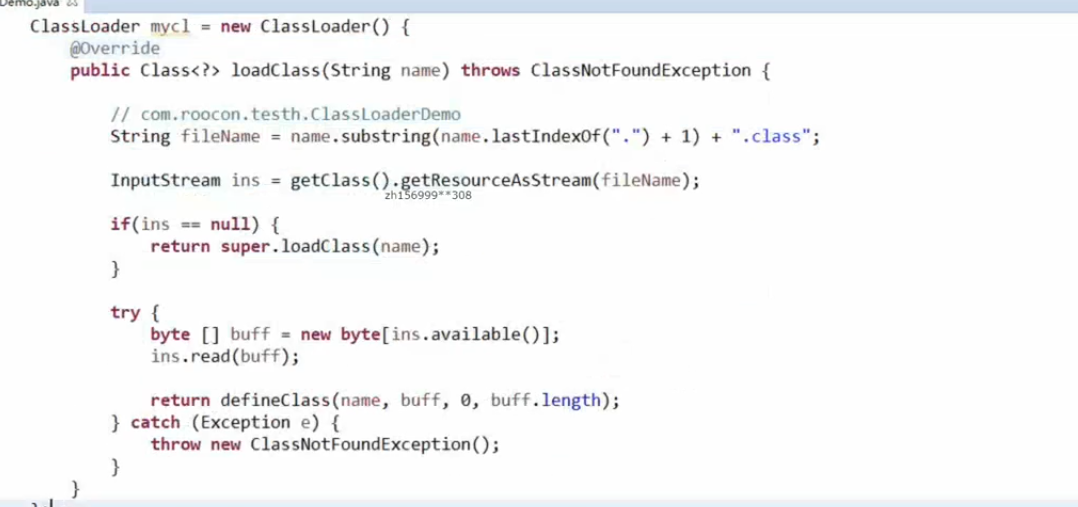 Demo.java
ClassLoader mycl = new ClassLoader() {
@Override
public Class<?> loadClass(String name) throws ClassNotFoundException {
// com.roocon.testh.ClassLoaderDemo
String fileName = name.substring(name.lastIndexOf(".") + 1) + ".class";
InputStream ins = getClass().getResourceAsStream(fileName);
zh156999**308
if(ins == null) {
return super.loadClass(name);
}
try {
byte [] buff = new byte[ins.available()];
ins.read(buff);
return defineClass(name, buff, 0, buff.length);
} catch (Exception e) {
throw new ClassNotFoundException();
}
}